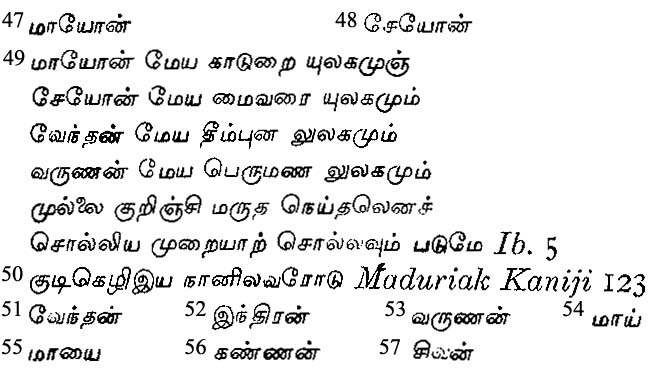 47 மாயோன் 48 சேயோன்
49 மாயோன் மேய காடுறை யுலகமுஞ்
சேயோன் மேய மைவரை யுலகமும்
வேந்தன் மேய தீம்புன லுலகமும்
வருணன் மேய பெருமண லுலகமும்
முல்லை குறிஞ்சி மருத நெய்தலெனச்
சொல்லிய முறையாற் சொல்லவும் படுமே Ib. 5
50 குடிகெழிஇய நானிலவரோடு Maduriak Kaniji 123
51 வேந்தன் 52 இந்திரன் 53 வருணன் 54 மாய்
55 மாயை 56 கண்ணன் 57 சிவன்